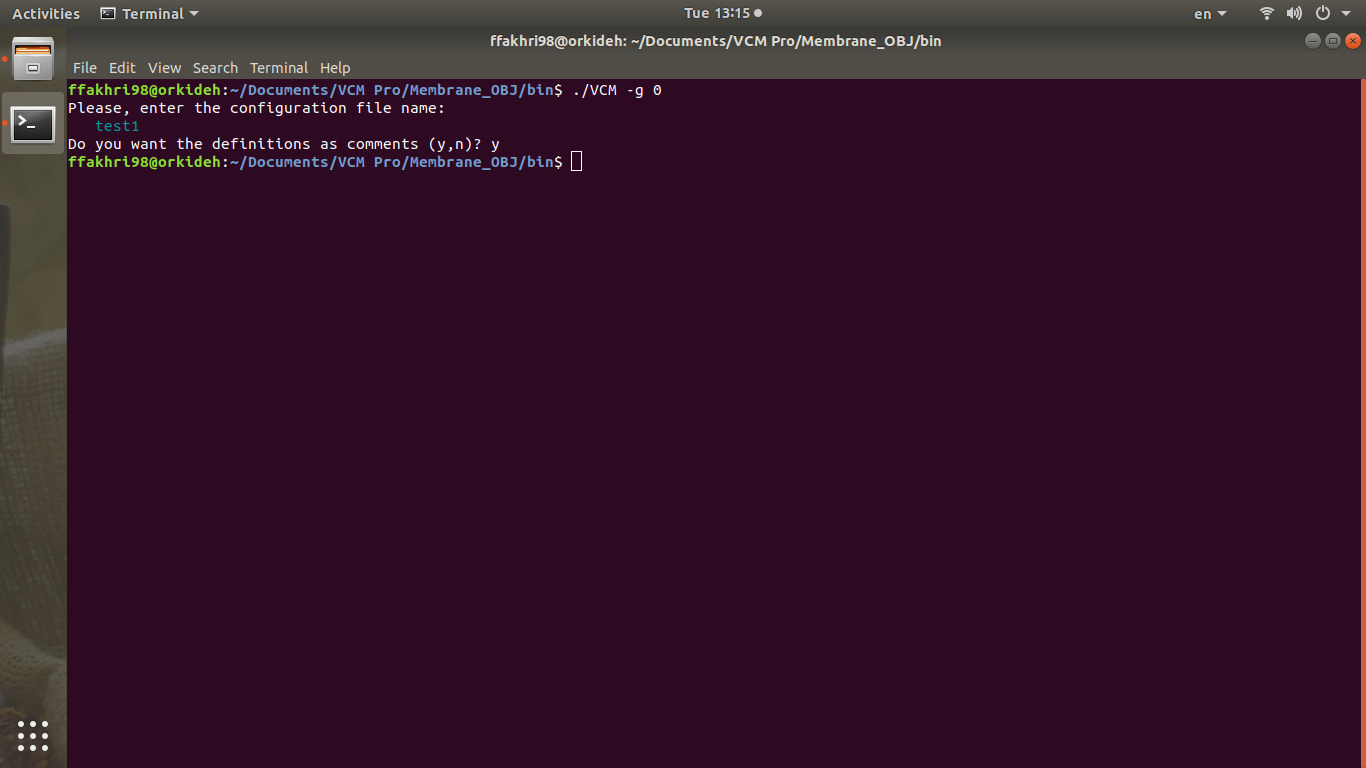 Activities Terminal Tue 13:15 en
ffakhri98@orkideh: ~/Documents/VCM Pro/Membrane_OBJ/bin
File Edit View Search Terminal Help
ffakhri98@orkideh:~/Documents/VCM Pro/Membrane_OBJ/bin$ ./VCM -g 0
Please, enter the configuration file name:
test1
Do you want the definitions as comments (y,n)? y
ffakhri98@orkideh:~/Documents/VCM Pro/Membrane_OBJ/bin$